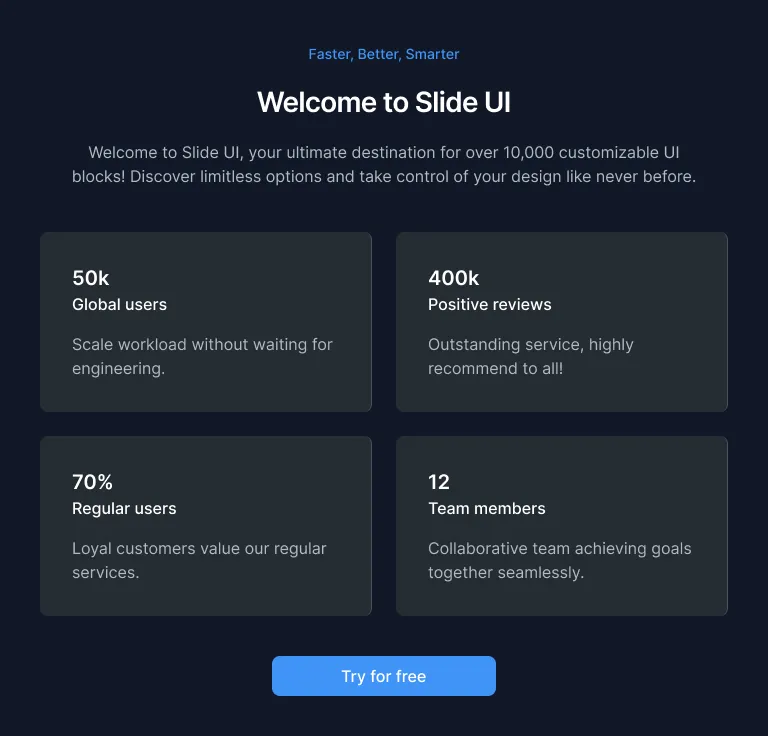 Faster, Better, Smarter
Welcome to Slide UI
Welcome to Slide UI, your ultimate destination for over 10,000 customizable UI
blocks! Discover limitless options and take control of your design like never before.
50k
Global users
Scale workload without waiting for
engineering.
400k
Positive reviews
Outstanding service, highly
recommend to all!
70%
Regular users
Loyal customers value our regular
services.
12
Team members
Collaborative team achieving goals
together seamlessly.
Try for free